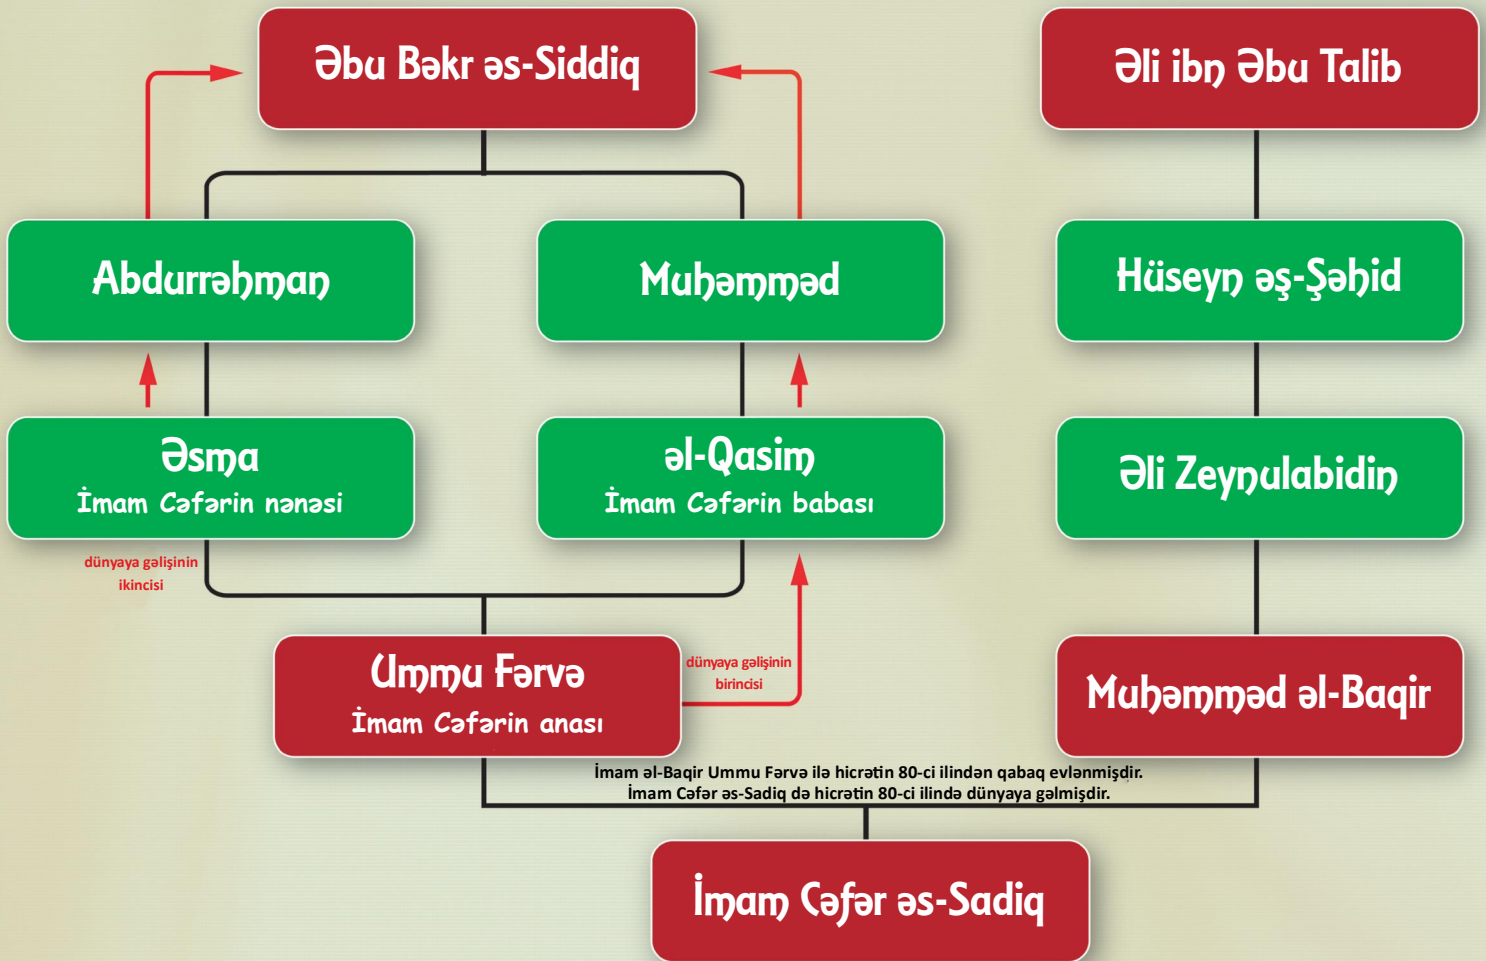 Əbu Bəkr əs-Siddiq
Əli ibn Əbu Talib
Abdurrəhman
Muhəmməd
Hüseyn əş-Şəhid
Əsma
İmam Cəfərin nənəsi
əl-Qasim
İmam Cəfərin babası
Əli Zeynulabidin
dünyaya gəlişinin
ikincisi
Ummu Fərvə
İmam Cəfərin anası
dünyaya gəlişinin
birincisi
Muhəmməd əl-Baqir
İmam əl-Baqir Ummu Fərvə ilə hicrətin 80-ci ilindən qabaq evlənmişdir.
İmam Cəfər əs-Sadiq də hicrətin 80-ci ilində dünyaya gəlmişdir.
İmam Cəfər əs-Sadiq